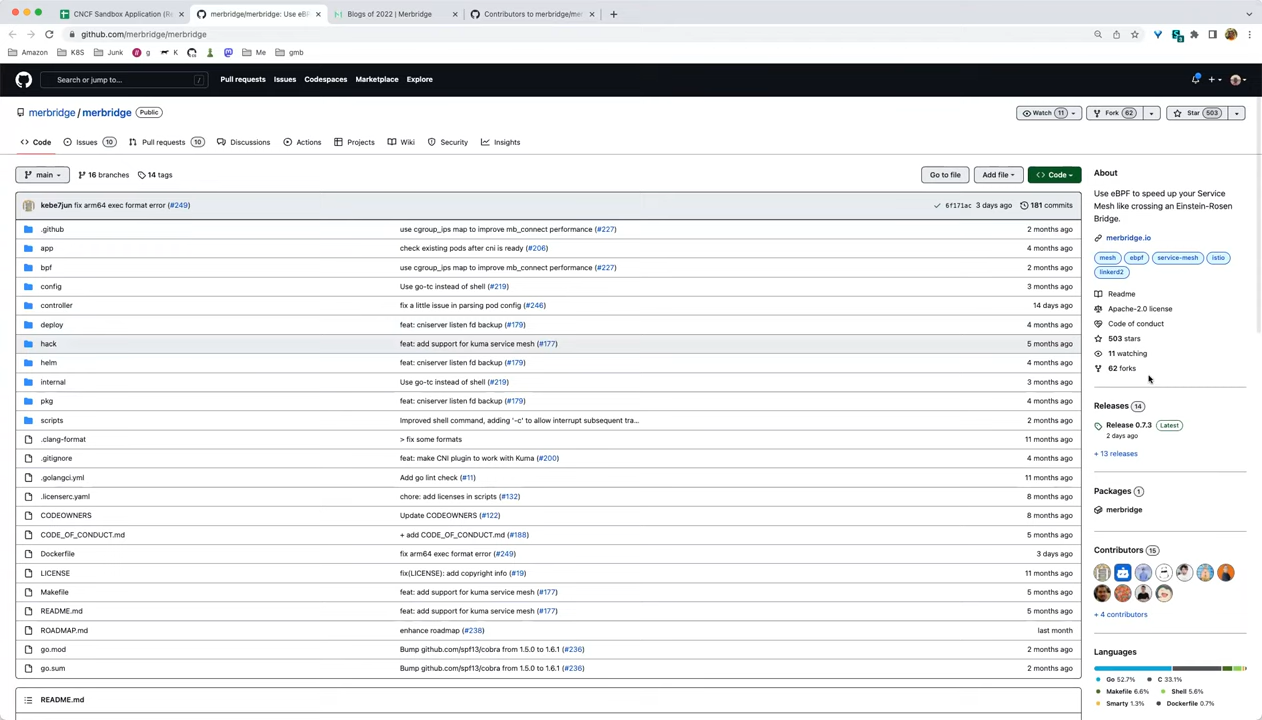 CNCF Sandbox Application (Re
merbridge/merbridge: Use eBP
Blogs of 2022 | Merbridge
Contributors to merbridge/mer
github.com/merbridge/merbridge
Amazon K8S Junk g K Me gmb
Search or jump to... /
Pull requests Issues Codespaces Marketplace Explore
merbridge / merbridge Public
Watch 11 Fork 62 Star 503
Code Issues 10 Pull requests 10 Discussions Actions Projects Wiki Security Insights
main 16 branches 14 tags
Go to file Add file Code
kebe7jun fix arm64 exec format error (#249) 6f171ac 3 days ago 181 commits
.github use cgroup_ips map to improve mb_connect performance (#227) 2 months ago
app check existing pods after cni is ready (#206) 4 months ago
bpf use cgroup_ips map to improve mb_connect performance (#227) 2 months ago
config Use go-tc instead of shell (#219) 3 months ago
controller fix a little issue in parsing pod config (#246) 14 days ago
deploy feat: cniserver listen fd backup (#179) 4 months ago
hack feat: add support for kuma service mesh (#177) 5 months ago
helm feat: cniserver listen fd backup (#179) 4 months ago
internal Use go-tc instead of shell (#219) 3 months ago
pkg feat: cniserver listen fd backup (#179) 4 months ago
scripts Improved shell command, adding '-c' to allow interrupt subsequent tra... 2 months ago
.clang-format > fix some formats 11 months ago
.gitignore feat: make CNI plugin to work with Kuma (#200) 4 months ago
.golangci.yml Add go lint check (#11) 11 months ago
.licenserc.yaml chore: add licenses in scripts (#132) 8 months ago
CODEOWNERS Update CODEOWNERS (#122) 8 months ago
CODE_OF_CONDUCT.md + add CODE_OF_CONDUCT.md (#188) 5 months ago
Dockerfile fix arm64 exec format error (#249) 3 days ago
LICENSE fix(LICENSE): add copyright info (#19) 11 months ago
Makefile feat: add support for kuma service mesh (#177) 5 months ago
README.md feat: add support for kuma service mesh (#177) 5 months ago
ROADMAP.md enhance roadmap (#238) last month
go.mod Bump github.com/spf13/cobra from 1.5.0 to 1.6.1 (#236) 2 months ago
go.sum Bump github.com/spf13/cobra from 1.5.0 to 1.6.1 (#236) 2 months ago
README.md
About
Use eBPF to speed up your Service
Mesh like crossing an Einstein-Rosen
Bridge.
merbridge.io
mesh ebpf service-mesh istio
linkerd2
Readme
Apache-2.0 license
Code of conduct
503 stars
11 watching
62 forks
Releases 14
Release 0.7.3 Latest
2 days ago
+ 13 releases
Packages 1
merbridge
Contributors 15
+ 4 contributors
Languages
Go 52.7% C 33.1%
Makefile 6.6% Shell 5.6%
Smarty 1.3% Dockerfile 0.7%